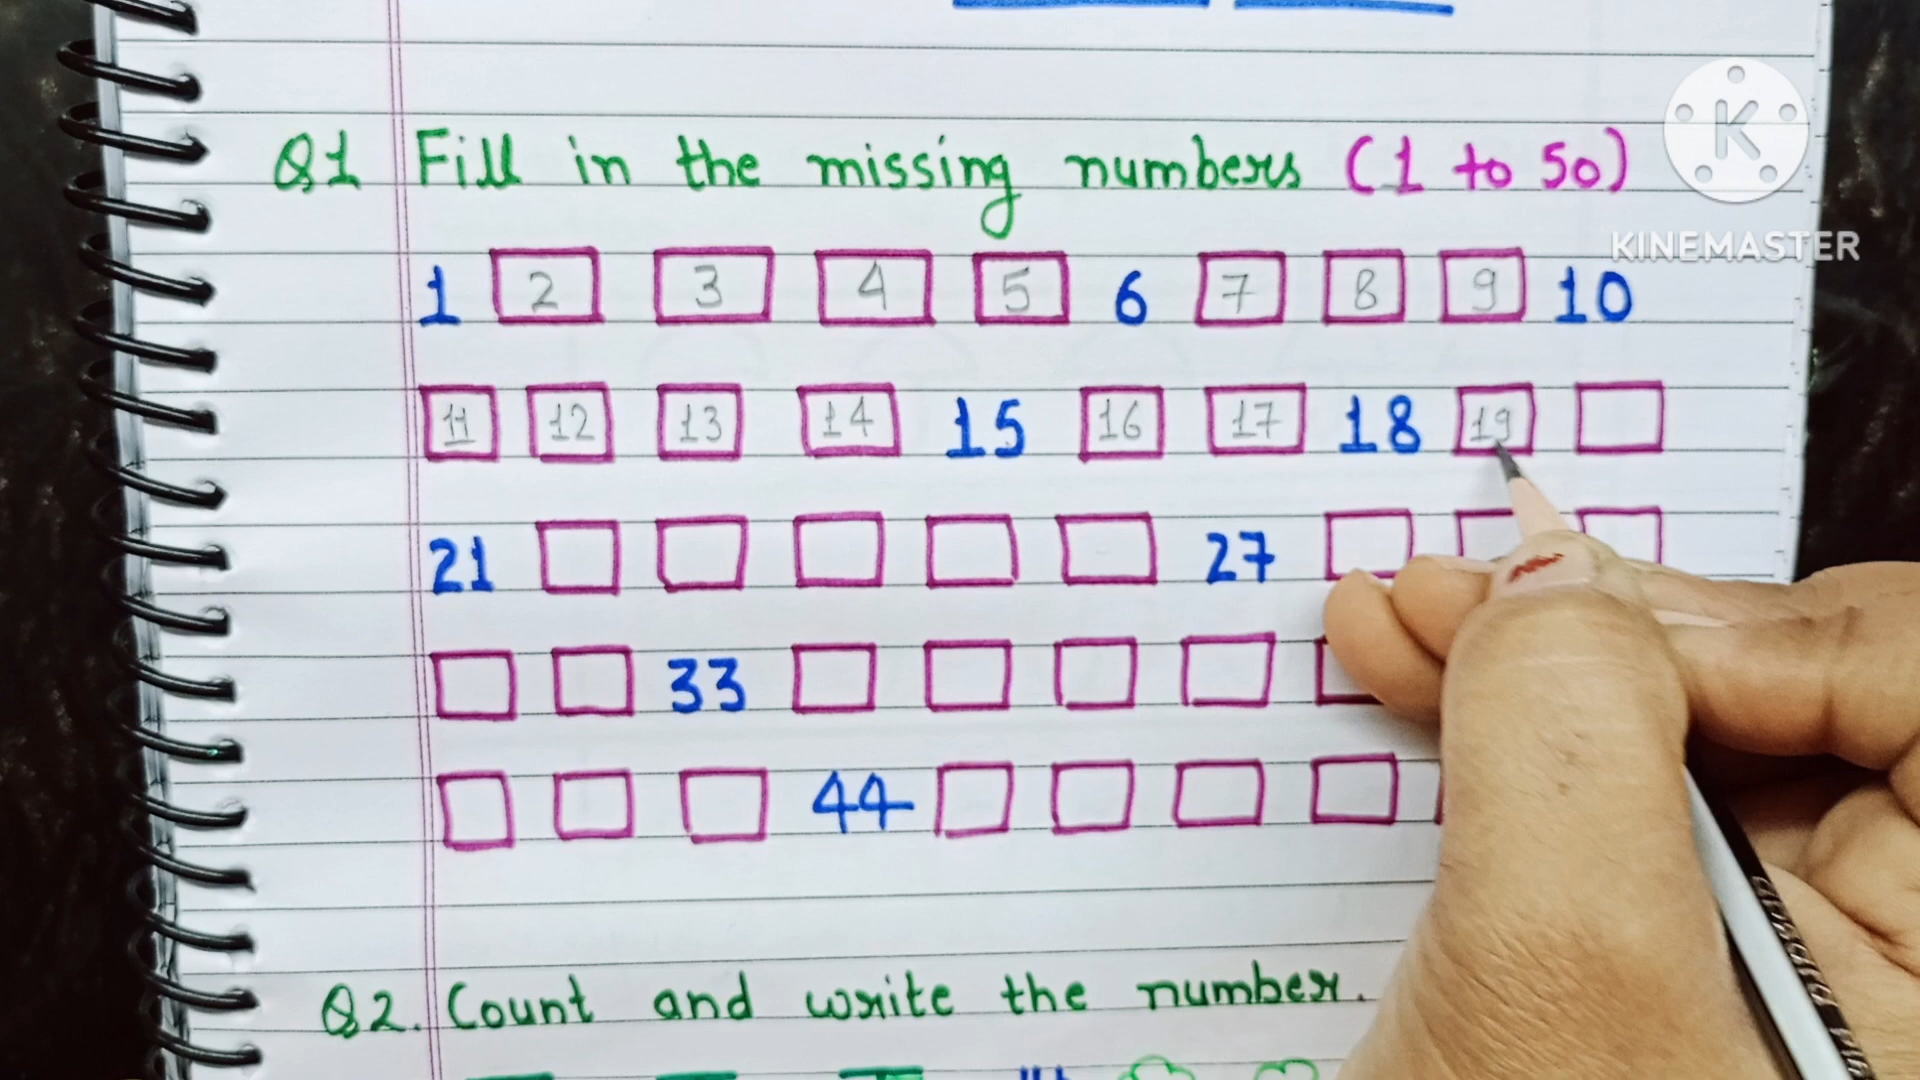 Q1 Fill in the missing numbers (1 to 50)
K
KINEMASTER
1 2 3 4 5 6 7 8 9 10
11 12 13 14 15 16 17 18 19
21 27
33
44
Q2. Count and write the number.